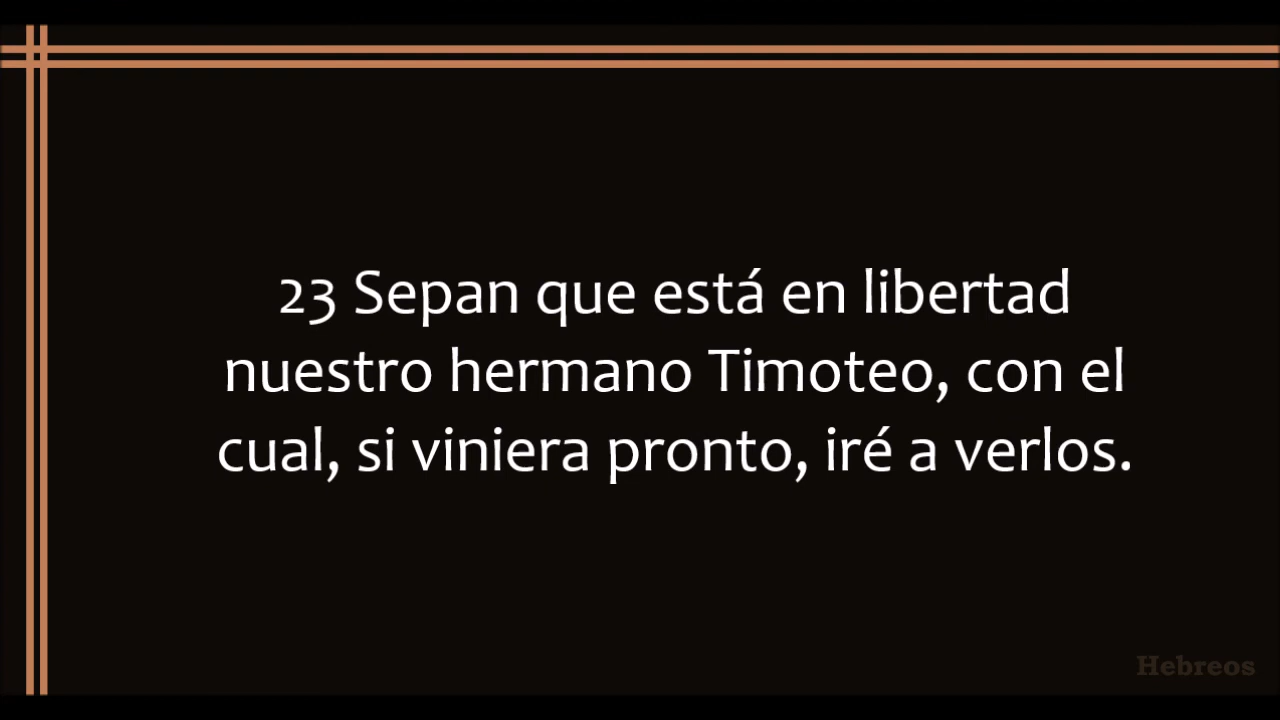 23 Sepan que está en libertad
nuestro hermano Timoteo, con el
cual, si viniera pronto, iré a verlos.
Hebreos